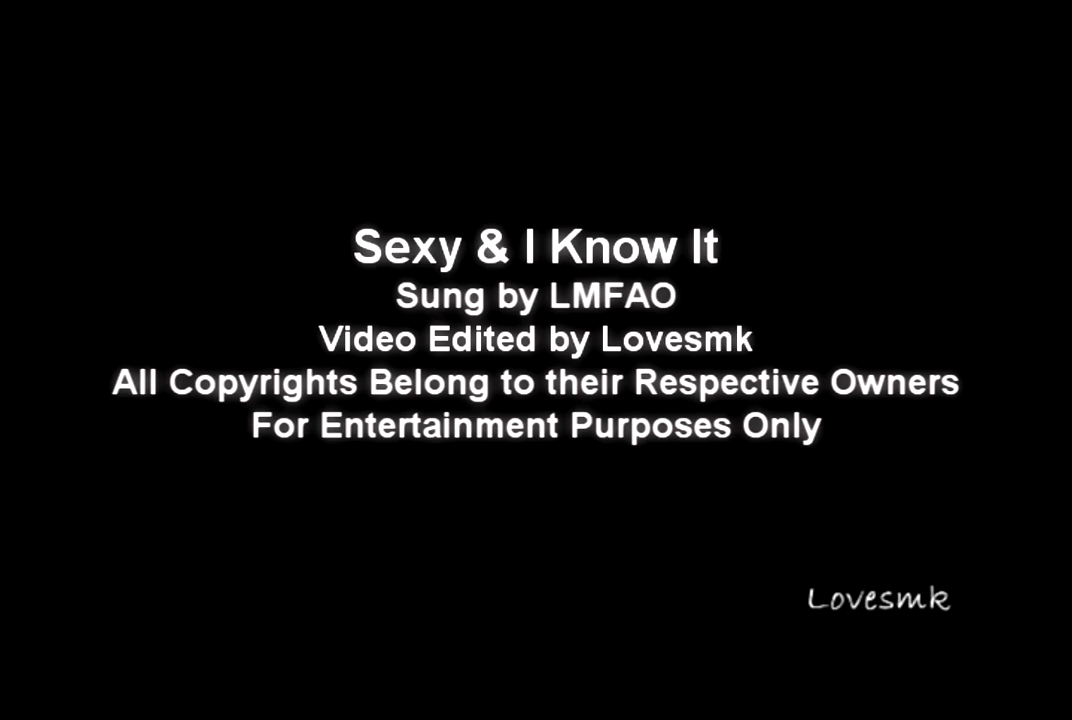 Sexy & I Know It
Sung by LMFAO
Video Edited by Lovesmk
All Copyrights Belong to their Respective Owners
For Entertainment Purposes Only
Lovesmk